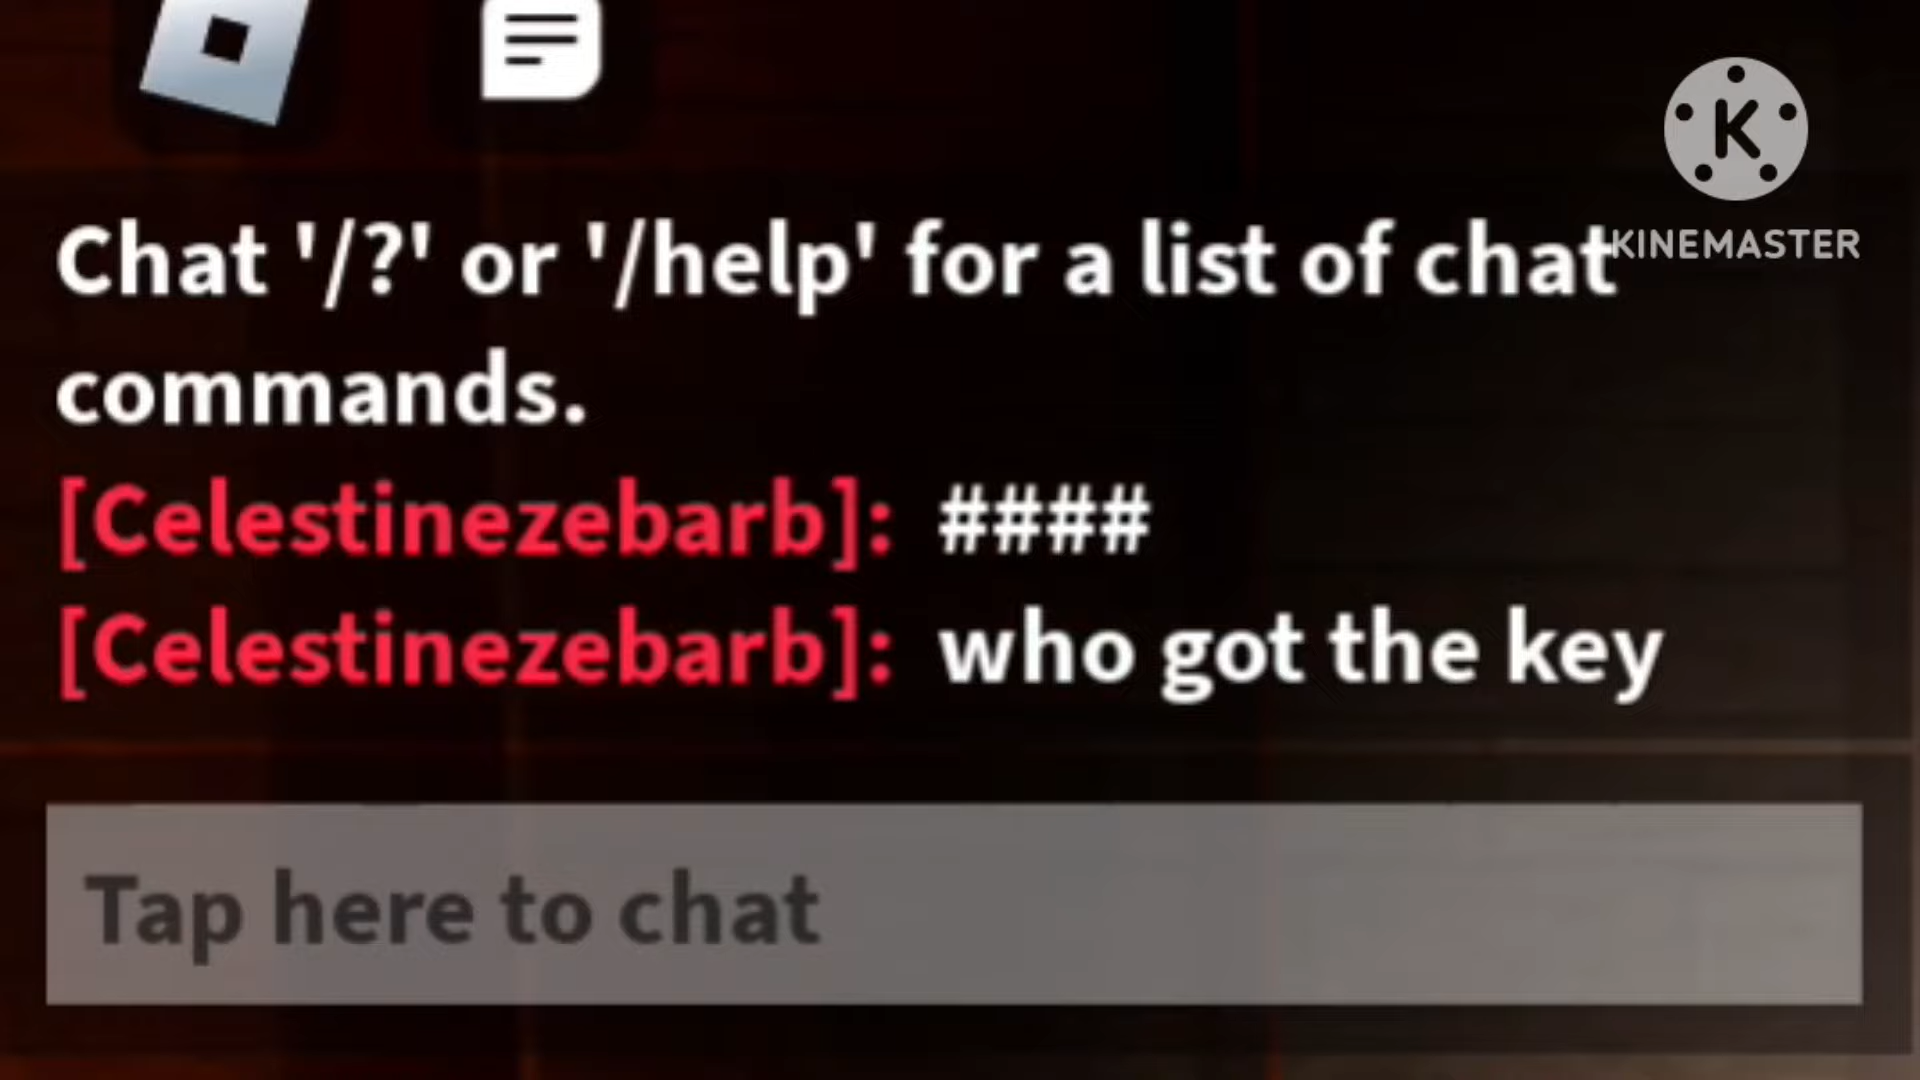 K
KINEMASTER
Chat '/?' or '/help' for a list of chat
commands.
[Celestinezebarb]: ####
[Celestinezebarb]: who got the key
Tap here to chat